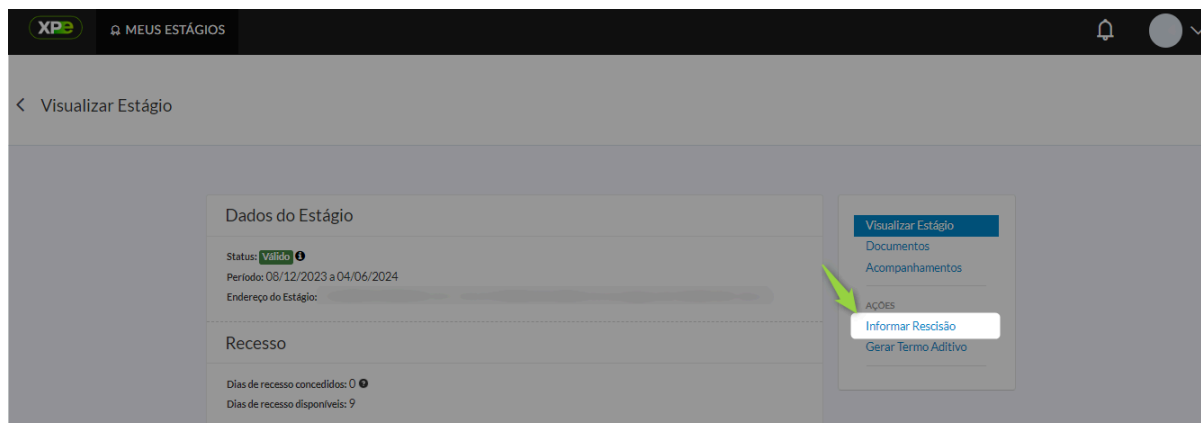 XPe MEUS ESTÁGIOS
Visualizar Estágio
Dados do Estágio
Status: Válido
Período: 08/12/2023 a 04/06/2024
Endereço do Estágio:
Recesso
Dias de recesso concedidos: 0
Dias de recesso disponíveis: 9
Visualizar Estágio
Documentos
Acompanhamentos
AÇÕES
Informar Rescisão
Gerar Termo Aditivo